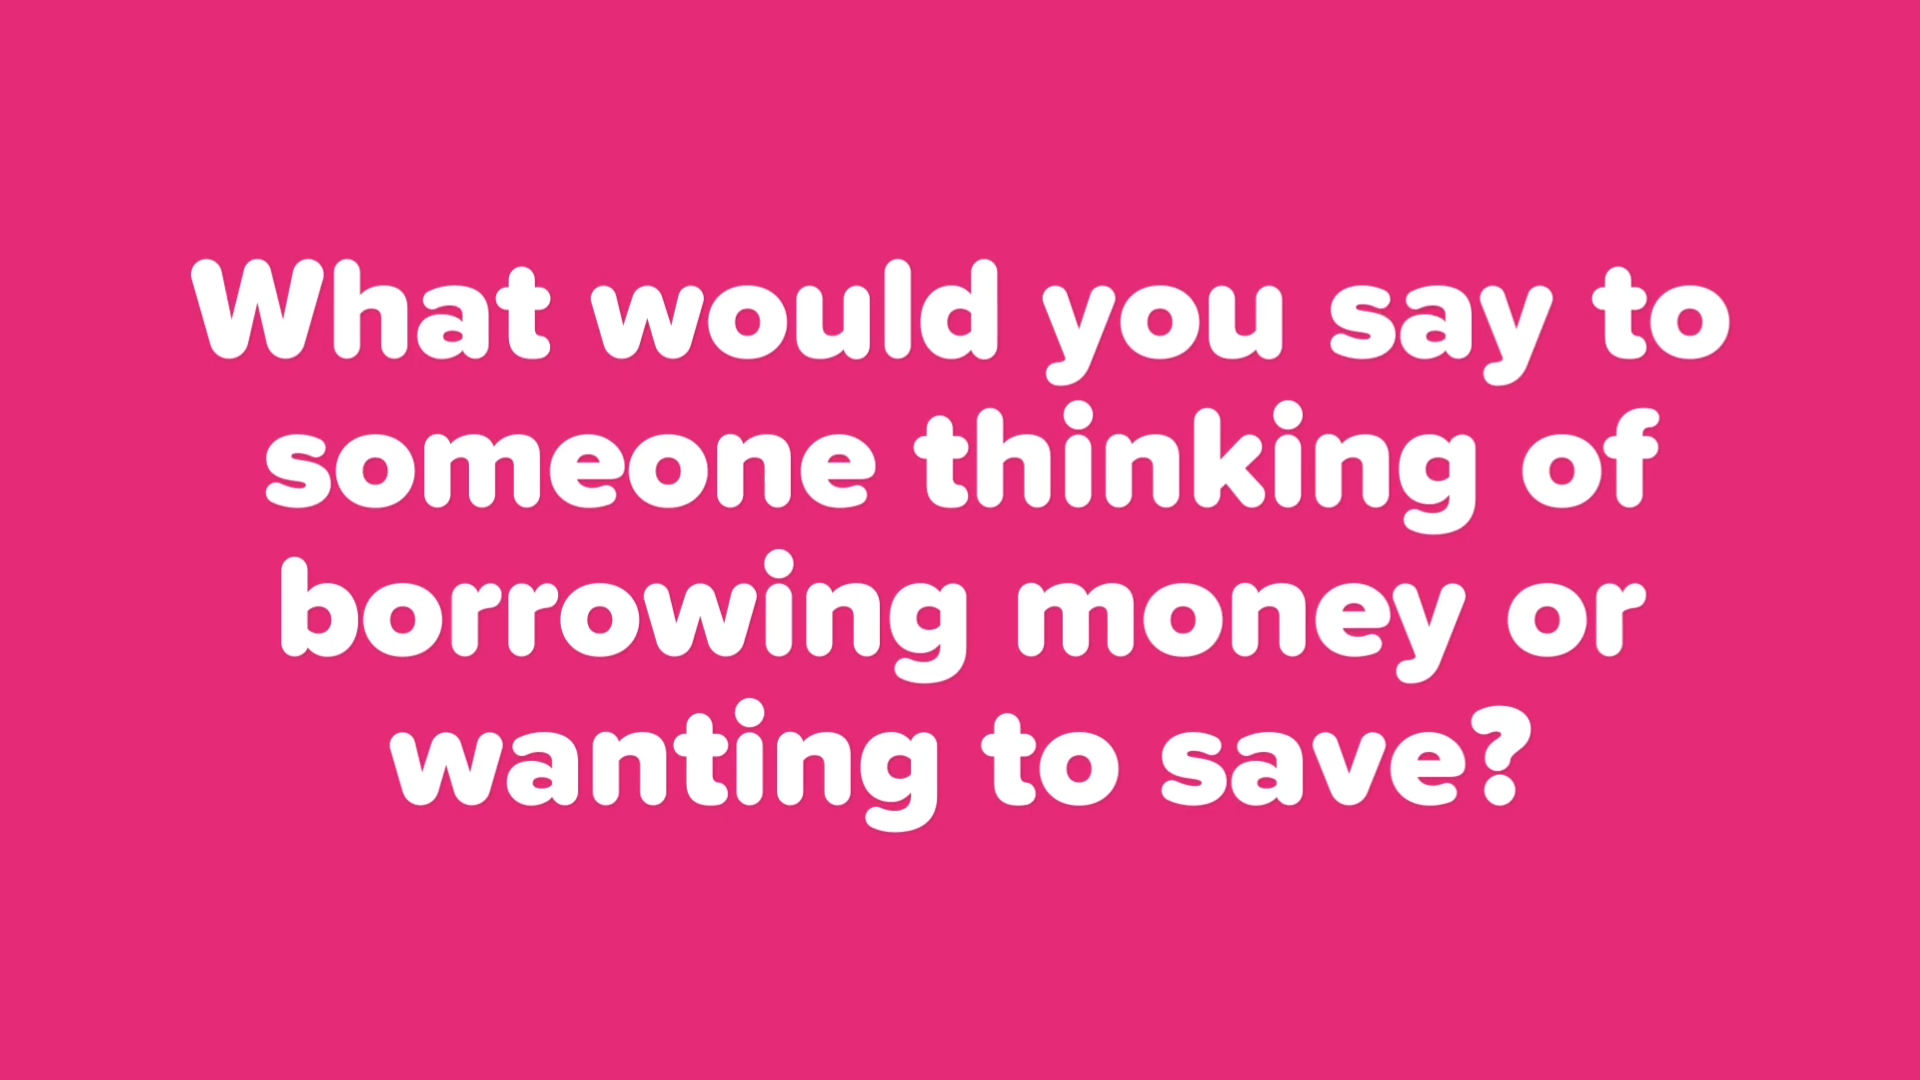 What would you say to
someone thinking of
borrowing money or
wanting to save?